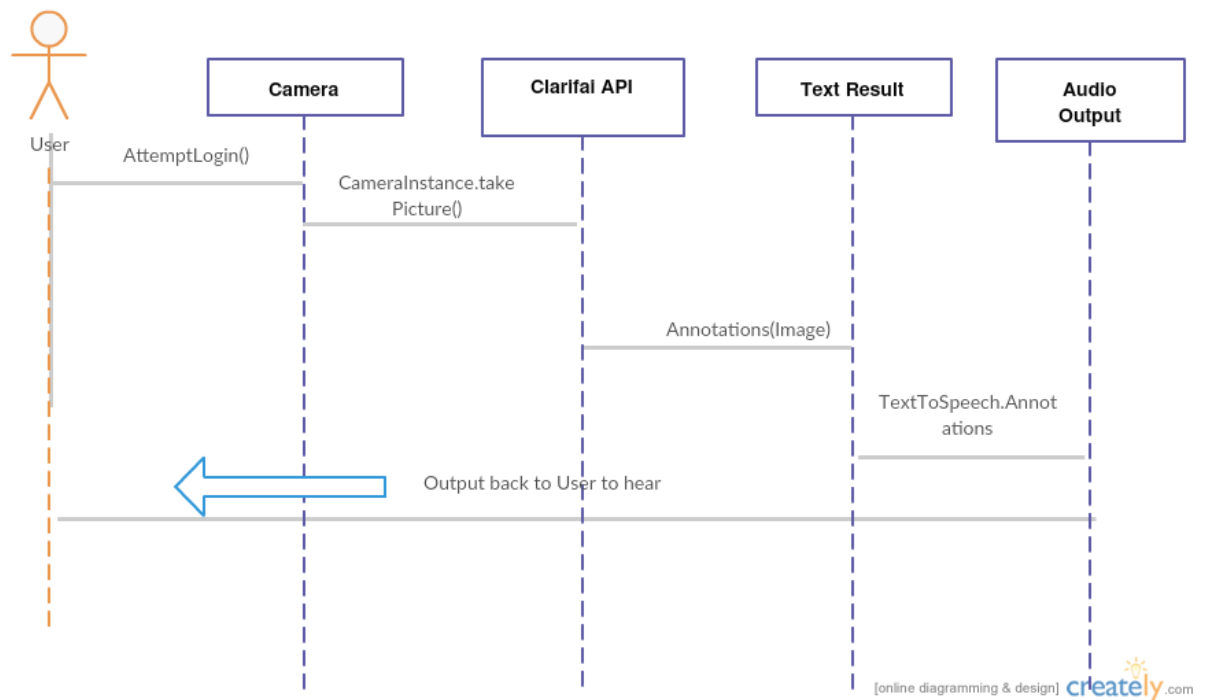 Camera
Clarifai API
Text Result
Audio
Output
User
AttemptLogin()
CameraInstance.take
Picture()
Annotations(Image)
TextToSpeech.Annot
ations
Output back to User to hear
[online diagramming & design] creately.com